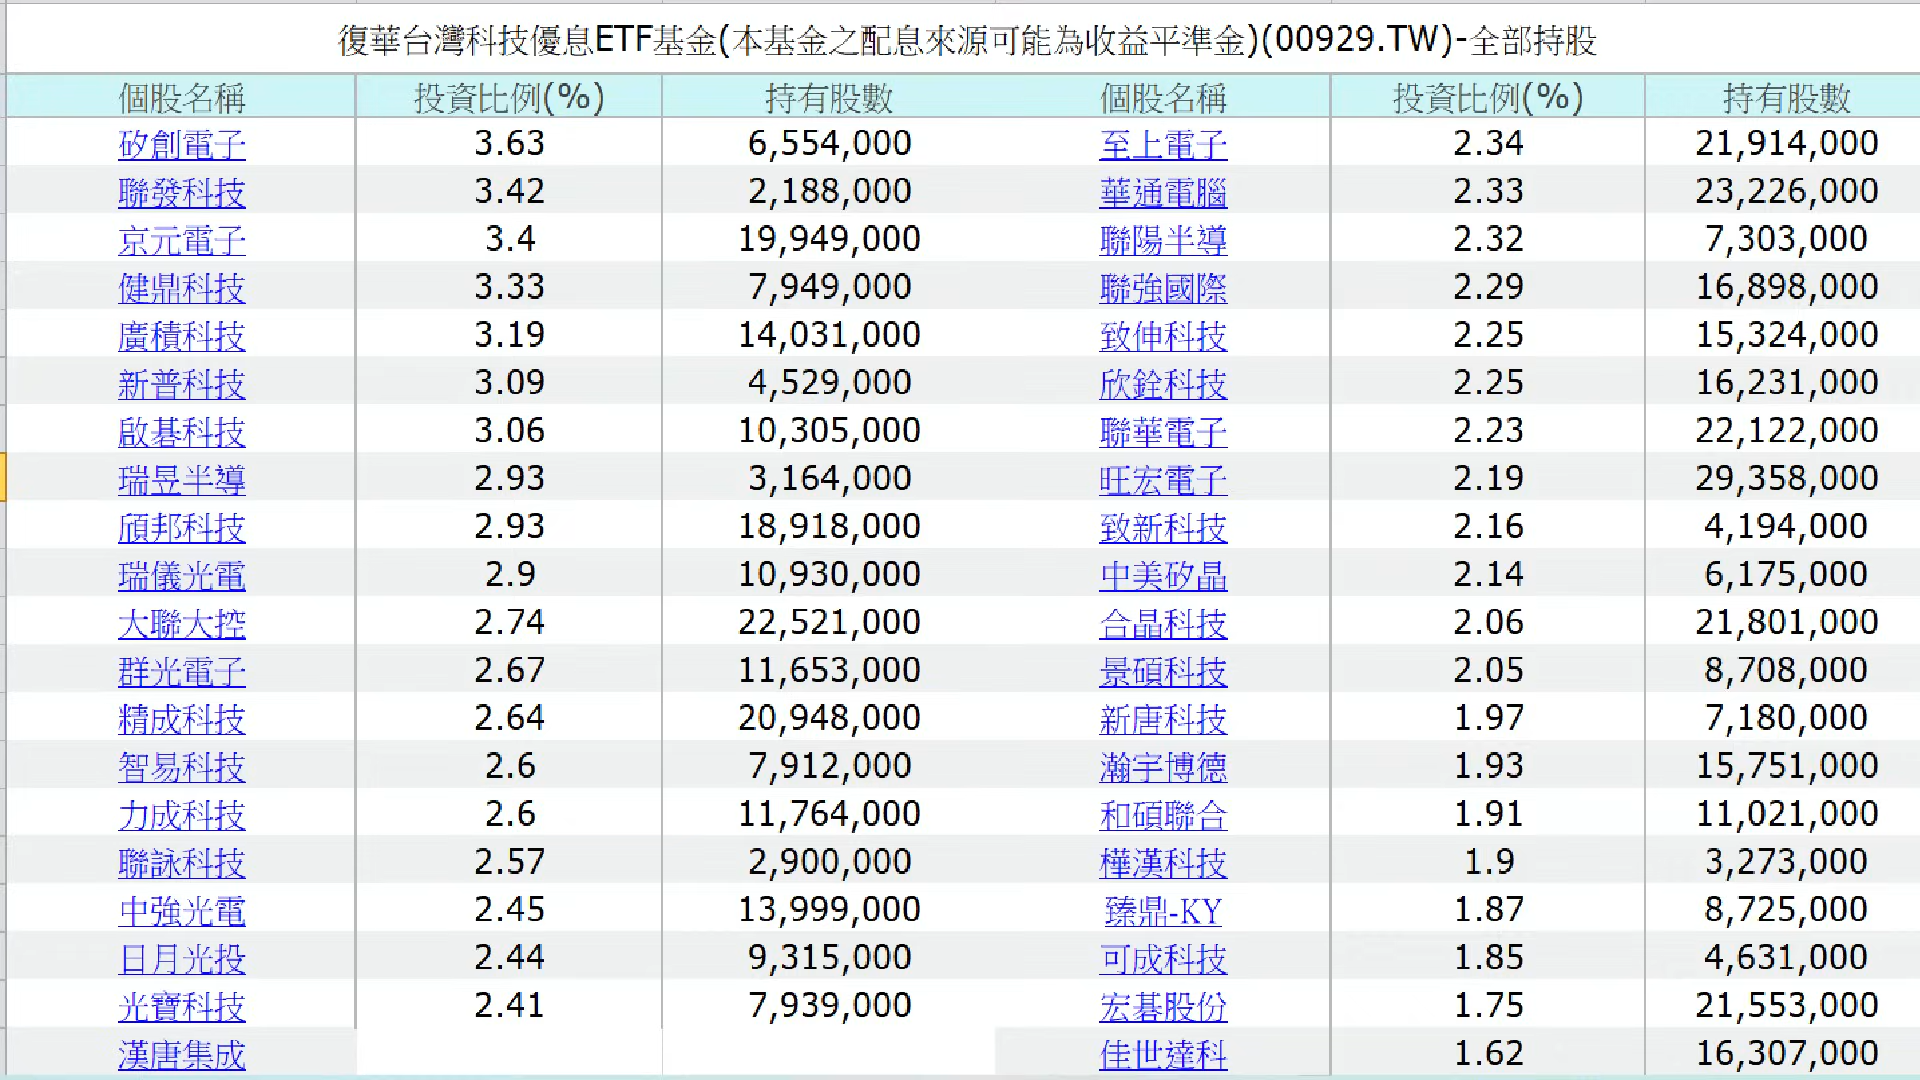 復華台灣科技優息ETF基金(本基金之配息來源可能為收益平準金)(00929.TW)-全部持股
個股名稱 投資比例(%) 持有股數 個股名稱 投資比例(%) 持有股數
矽創電子 3.63 6,554,000 至上電子 2.34 21,914,000
聯發科技 3.42 2,188,000 華通電腦 2.33 23,226,000
京元電子 3.4 19,949,000 聯陽半導 2.32 7,303,000
健鼎科技 3.33 7,949,000 聯強國際 2.29 16,898,000
廣積科技 3.19 14,031,000 致伸科技 2.25 15,324,000
新普科技 3.09 4,529,000 欣銓科技 2.25 16,231,000
啟碁科技 3.06 10,305,000 聯華電子 2.23 22,122,000
瑞昱半導 2.93 3,164,000 旺宏電子 2.19 29,358,000
頎邦科技 2.93 18,918,000 致新科技 2.16 4,194,000
瑞儀光電 2.9 10,930,000 中美矽晶 2.14 6,175,000
大聯大控 2.74 22,521,000 合晶科技 2.06 21,801,000
群光電子 2.67 11,653,000 景碩科技 2.05 8,708,000
精成科技 2.64 20,948,000 新唐科技 1.97 7,180,000
智易科技 2.6 7,912,000 瀚宇博德 1.93 15,751,000
力成科技 2.6 11,764,000 和碩聯合 1.91 11,021,000
聯詠科技 2.57 2,900,000 樺漢科技 1.9 3,273,000
中強光電 2.45 13,999,000 臻鼎-KY 1.87 8,725,000
日月光投 2.44 9,315,000 可成科技 1.85 4,631,000
光寶科技 2.41 7,939,000 宏碁股份 1.75 21,553,000
漢唐集成 佳世達科 1.62 16,307,000